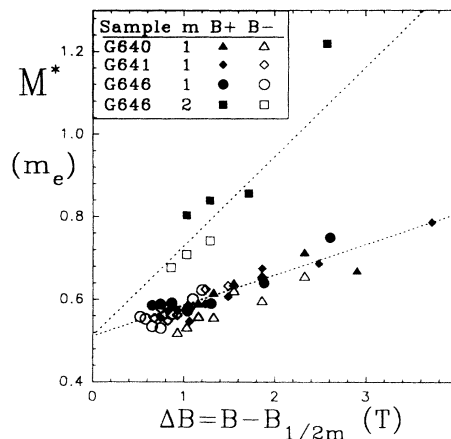 Sample m B+ B-
G640 1 ▲ △
G641 1 ◆ ◇
G646 1 ● ○
G646 2 ■ □
M*
(m_e)
1.2
1.0
0.8
0.6
0.4
0 1 2 3
ΔB=B-B_1/2m (T)